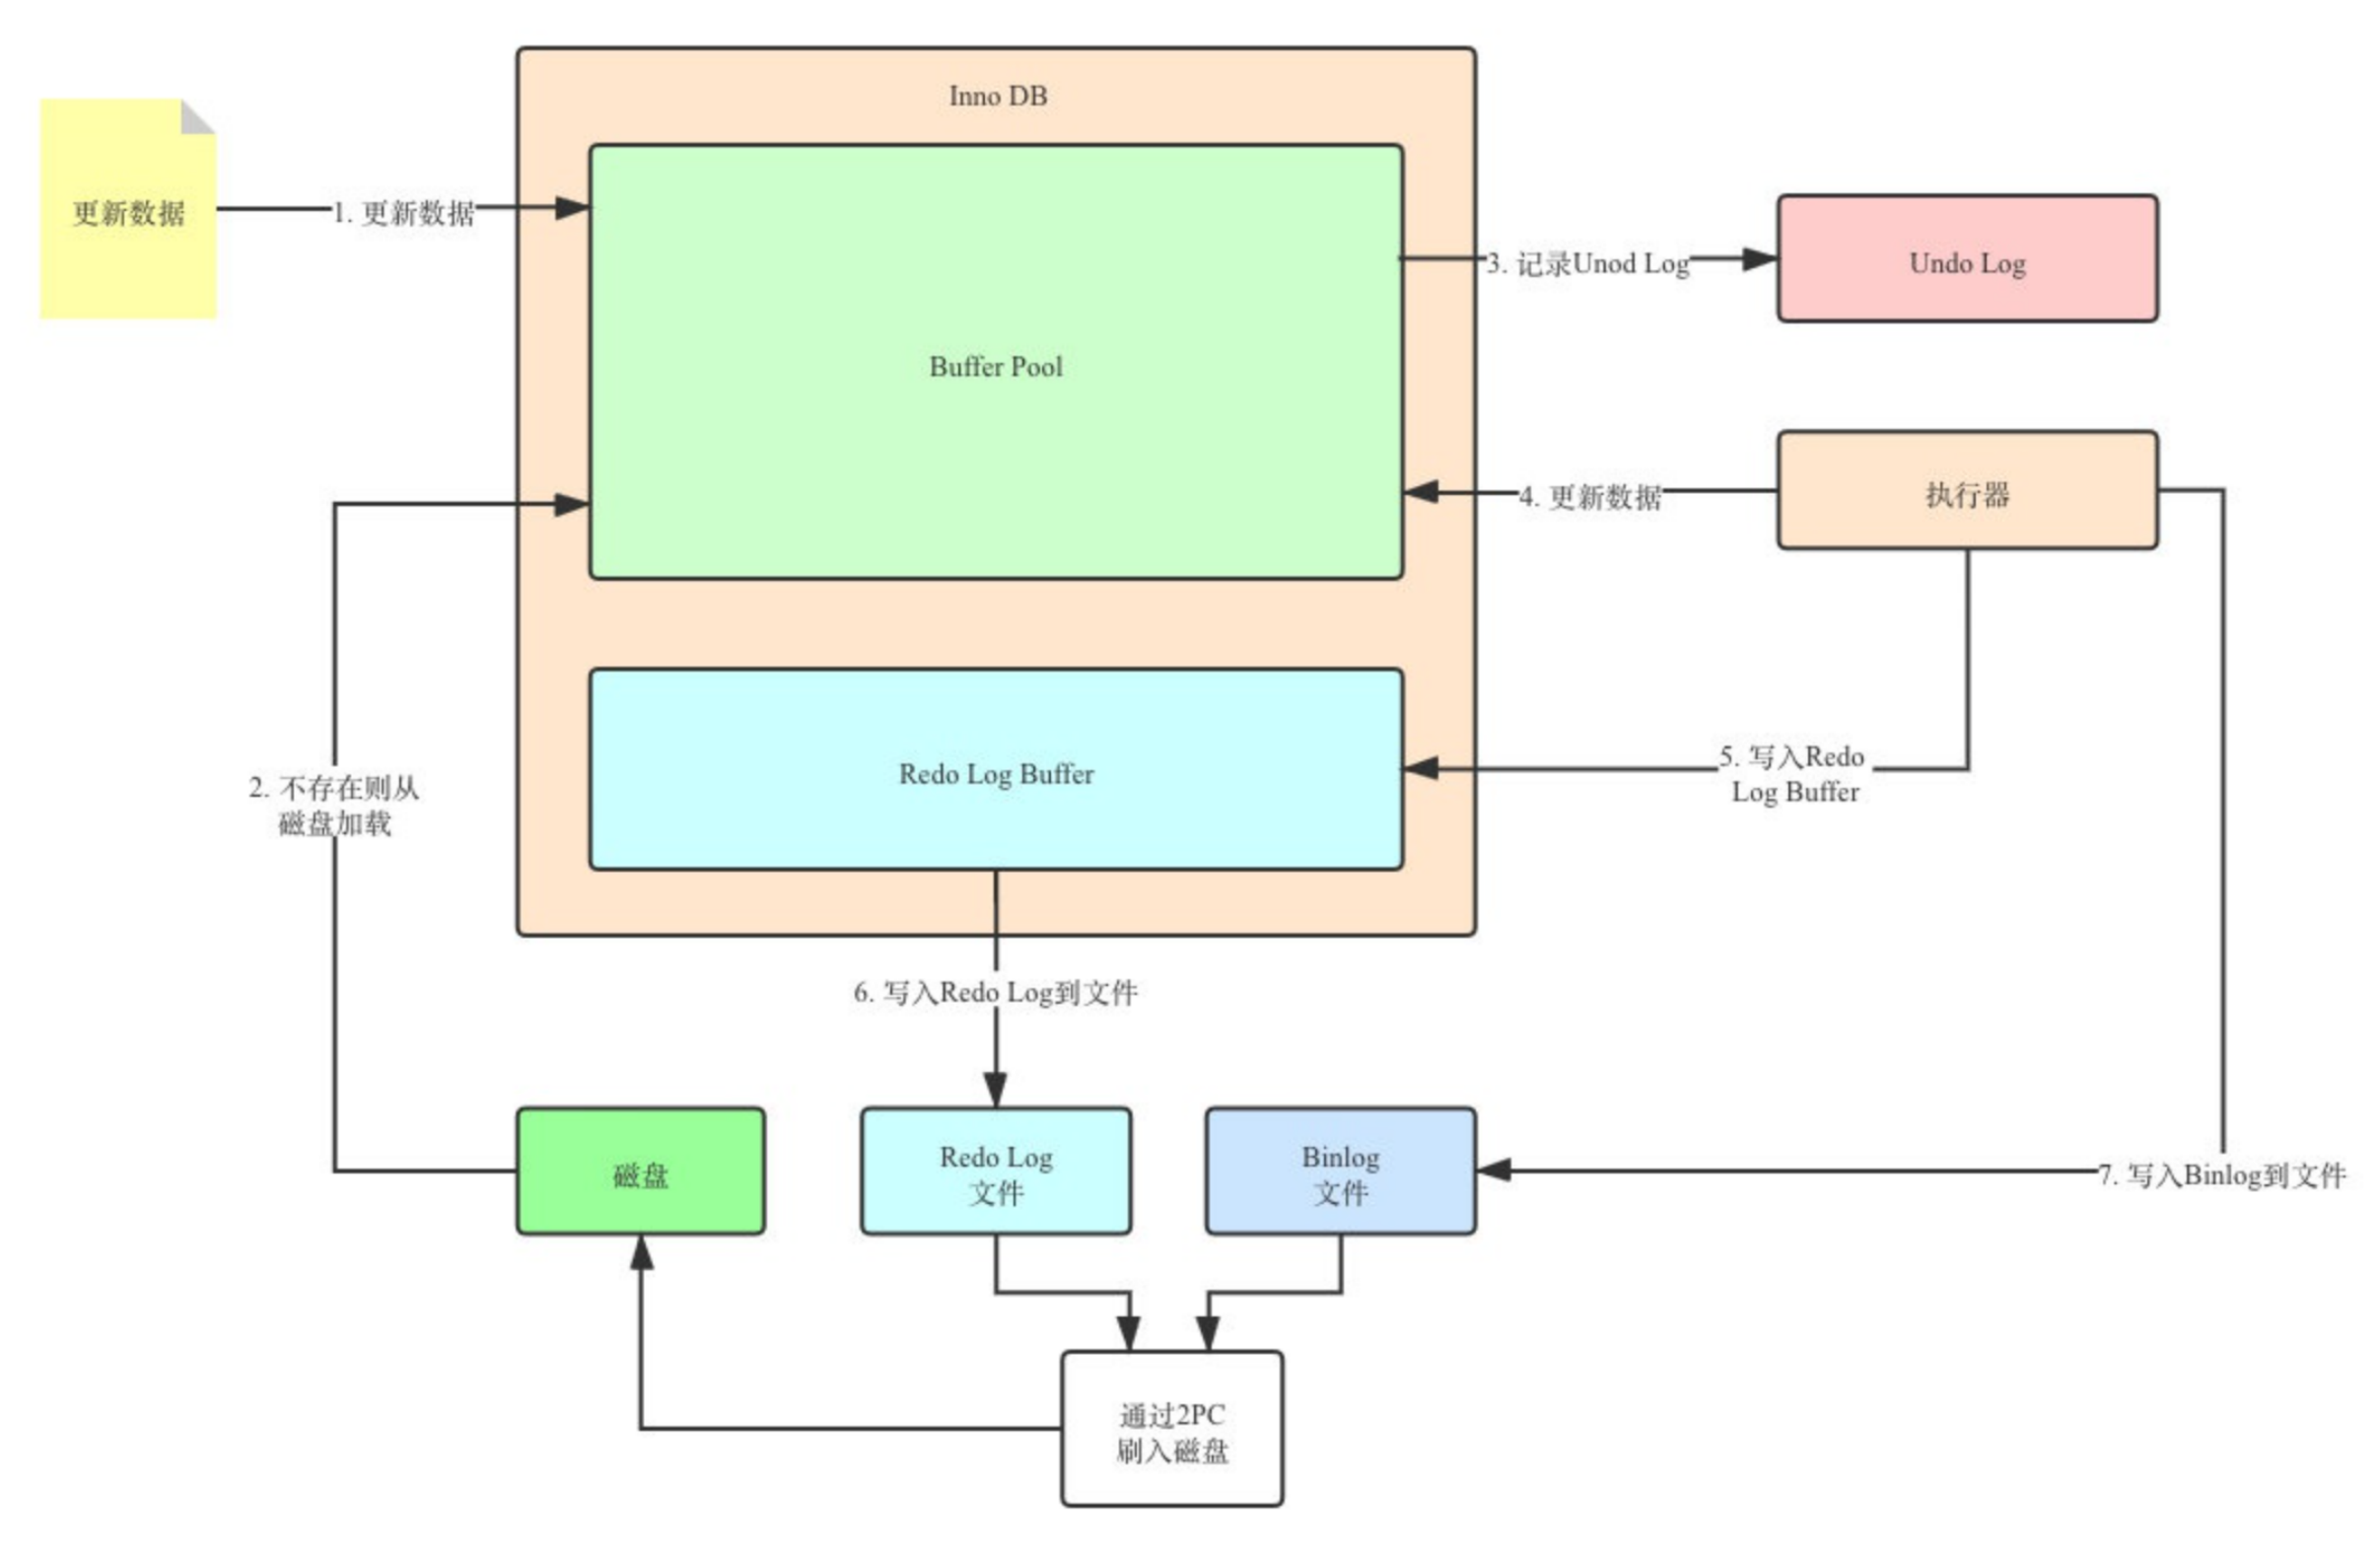 Inno DB
更新数据
1. 更新数据
Buffer Pool
3. 记录Unod Log
Undo Log
4. 更新数据
执行器
2. 不存在则从
磁盘加载
Redo Log Buffer
5. 写入Redo
Log Buffer
6. 写入Redo Log到文件
磁盘
Redo Log
文件
Binlog
文件
7. 写入Binlog到文件
通过2PC
刷入磁盘